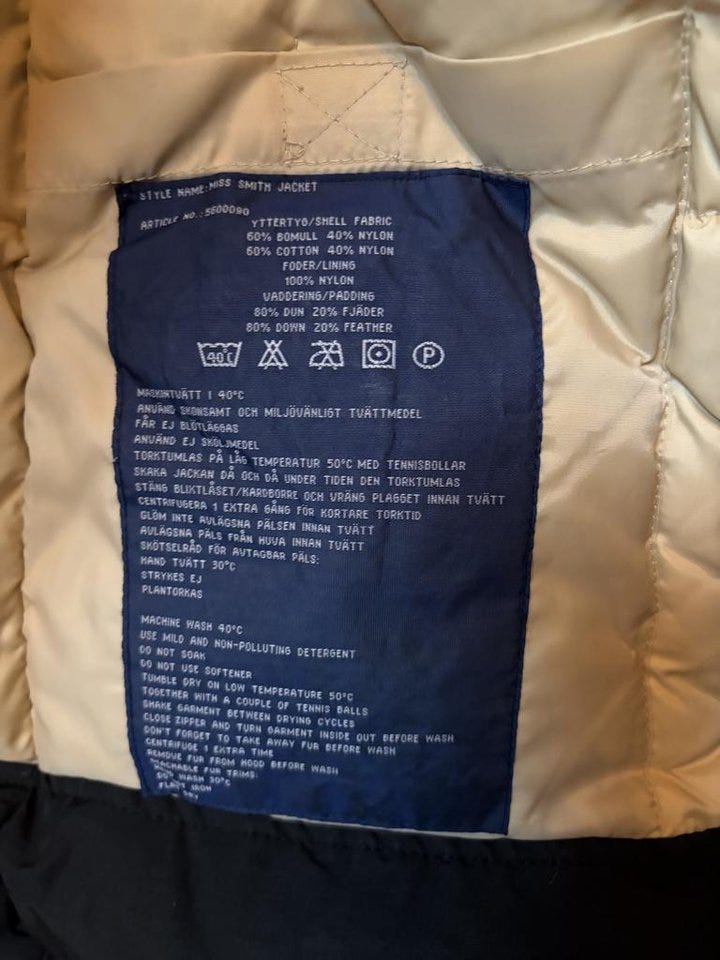 STYLE NAME:MISS SMITH JACKET
ARTICLE NO.:5600090
YTTERTYG/SHELL FABRIC
60% BOMULL 40% NYLON
60% COTTON 40% NYLON
FODER/LINING
100% NYLON
VADDERING/PADDING
80% DUN 20% FJÄDER
80% DOWN 20% FEATHER
40°C P
MASKINTVÄTT I 40°C
ANVÄND SKONSAMT OCH MILJÖVÄNLIGT TVÄTTMEDEL
FÅR EJ BLÖTLÄGGAS
ANVÄND EJ SKÖLJMEDEL
TORKTUMLAS PÅ LÅG TEMPERATUR 50°C MED TENNISBOLLAR
SKAKA JACKAN DÅ OCH DÅ UNDER TIDEN DEN TORKTUMLAS
STÄNG BLIXTLÅSET/KARDBORRE OCH VRÄNG PLAGGET INNAN TVÄTT
CENTRIFUGERA 1 EXTRA GÅNG FÖR KORTARE TORKTID
GLÖM INTE AVLÄGSNA PÄLSEN INNAN TVÄTT
AVLÄGSNA PÄLS FRÅN HUVA INNAN TVÄTT
SKÖTSELRÅD FÖR AVTAGBAR PÄLS:
HAND TVÄTT 30°C
STRYKES EJ
PLANTORKAS
MACHINE WASH 40°C
USE MILD AND NON-POLLUTING DETERGENT
DO NOT SOAK
DO NOT USE SOFTENER
TUMBLE DRY ON LOW TEMPERATURE 50°C
TOGETHER WITH A COUPLE OF TENNIS BALLS
SHAKE GARMENT BETWEEN DRYING CYCLES
CLOSE ZIPPER AND TURN GARMENT INSIDE OUT BEFORE WASH
DON'T FORGET TO TAKE AWAY FUR BEFORE WASH
CENTRIFUGE 1 EXTRA TIME
REMOVE FUR FROM HOOD BEFORE WASH
FUR TRIMS:
WASH 30°C
IRON
DRY